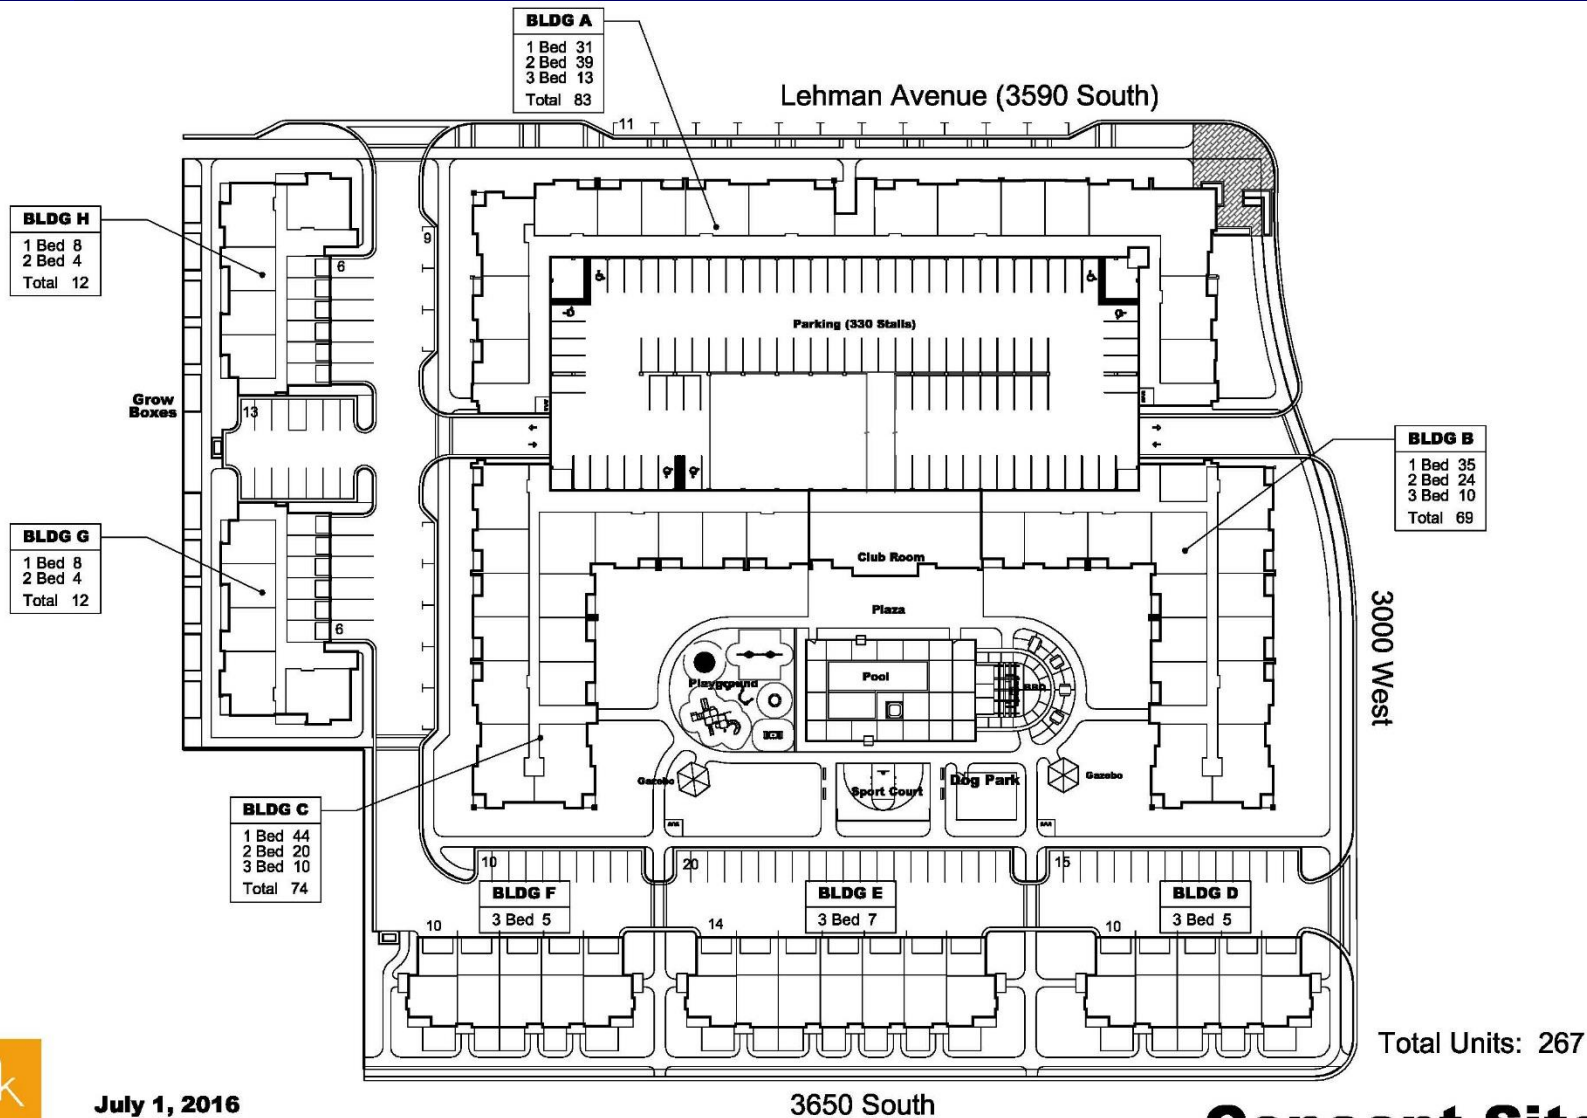 BLDG A
1 Bed 31
2 Bed 39
3 Bed 13
Total 83
Lehman Avenue (3590 South)
11
BLDG H
1 Bed 8
2 Bed 4
Total 12
9
6
Parking (330 Stalls)
Grow
Boxes
13
BLDG B
1 Bed 35
2 Bed 24
3 Bed 10
Total 69
BLDG G
1 Bed 8
2 Bed 4
Total 12
6
Club Room
Plaza
3000 West
Playground
Pool
BBQ
Gazebo
Sport Court
Dog Park
Gazebo
BLDG C
1 Bed 44
2 Bed 20
3 Bed 10
Total 74
10
20
15
BLDG F
3 Bed 5
BLDG E
3 Bed 7
BLDG D
3 Bed 5
10
14
10
Total Units: 267
k
July 1, 2016
3650 South